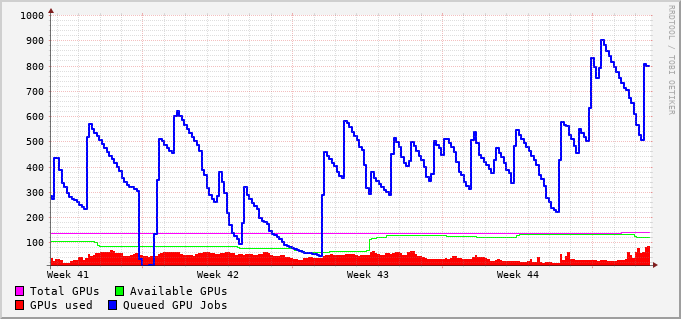 1000
900
800
700
600
500
400
300
200
100
Week 41 Week 42 Week 43 Week 44
Total GPUs Available GPUs
GPUs used Queued GPU Jobs
RRDTOOL / TOBI OETIKER